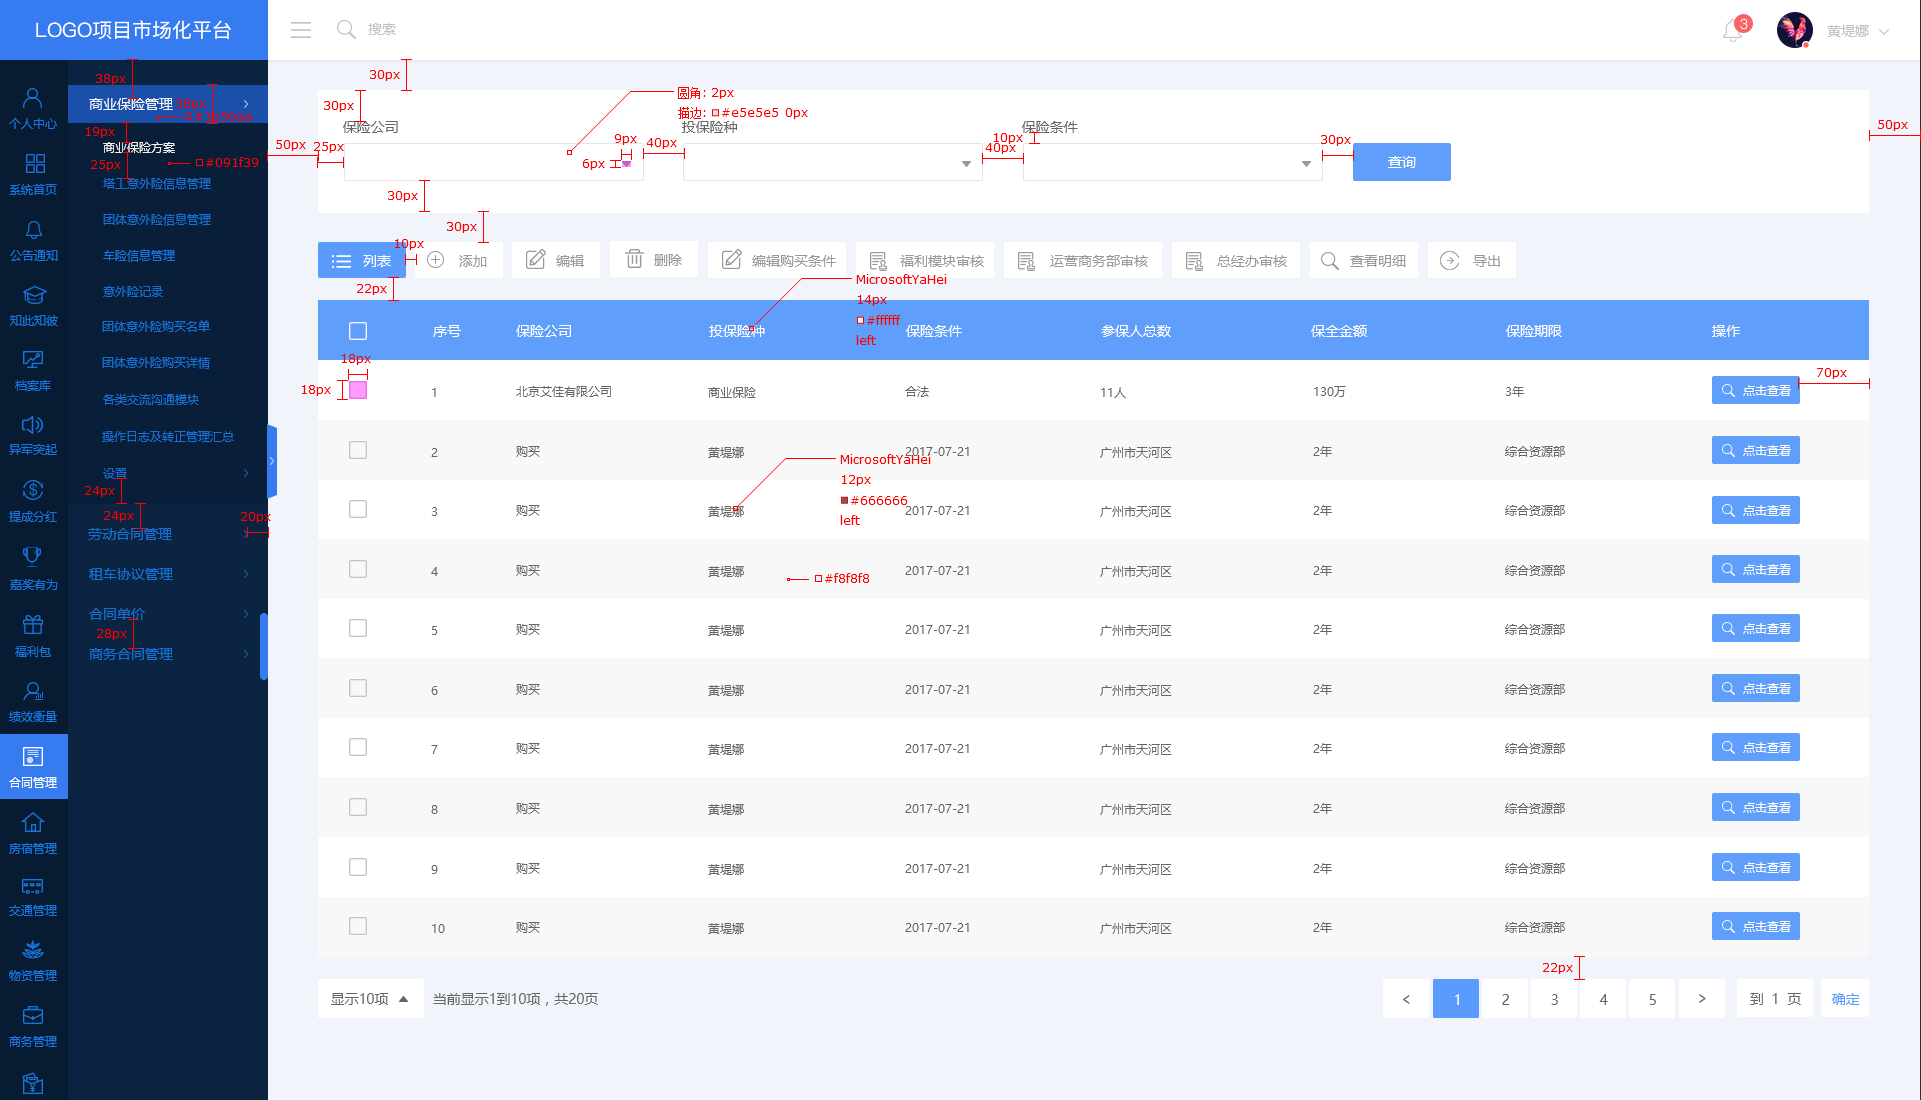 LOGO项目市场化平台
搜索
3
黄堤娜
个人中心
系统首页
公告通知
知此知彼
档案库
异军突起
提成分红
嘉奖有为
福利包
绩效衡量
合同管理
房宿管理
交通管理
物资管理
商务管理
38px
商业保险管理
19px
商业保险方案
25px
#091f39
塔工意外险信息管理
团体意外险信息管理
车险信息管理
意外险记录
团体意外险购买名单
团体意外险购买详情
各类交流沟通模块
操作日志及转正管理汇总
设置
24px
24px
20px
劳动合同管理
租车协议管理
合同单价
28px
商务合同管理
30px
30px
圆角: 2px
描边: #e5e5e5 0px
50px
保险公司
投保险种
保险条件
50px
25px
9px
6px
40px
10px
40px
30px
查询
30px
30px
10px
列表
添加
编辑
删除
编辑购买条件
福利模块审核
运营商务部审核
总经办审核
查看明细
导出
22px
MicrosoftYaHei
14px
#ffffff
left
序号 保险公司 投保险种 保险条件 参保人总数 保全金额 保险期限 操作
18px
18px
70px
1 北京艾佳有限公司 商业保险 合法 11人 130万 3年 点击查看
2 购买 黄堤娜 2017-07-21 广州市天河区 2年 综合资源部 点击查看
MicrosoftYaHei
12px
#666666
left
3 购买 黄堤娜 2017-07-21 广州市天河区 2年 综合资源部 点击查看
4 购买 黄堤娜 2017-07-21 广州市天河区 2年 综合资源部 点击查看
#f8f8f8
5 购买 黄堤娜 2017-07-21 广州市天河区 2年 综合资源部 点击查看
6 购买 黄堤娜 2017-07-21 广州市天河区 2年 综合资源部 点击查看
7 购买 黄堤娜 2017-07-21 广州市天河区 2年 综合资源部 点击查看
8 购买 黄堤娜 2017-07-21 广州市天河区 2年 综合资源部 点击查看
9 购买 黄堤娜 2017-07-21 广州市天河区 2年 综合资源部 点击查看
10 购买 黄堤娜 2017-07-21 广州市天河区 2年 综合资源部 点击查看
22px
显示10项 当前显示1到10项，共20页
< 1 2 3 4 5 > 到 1 页 确定